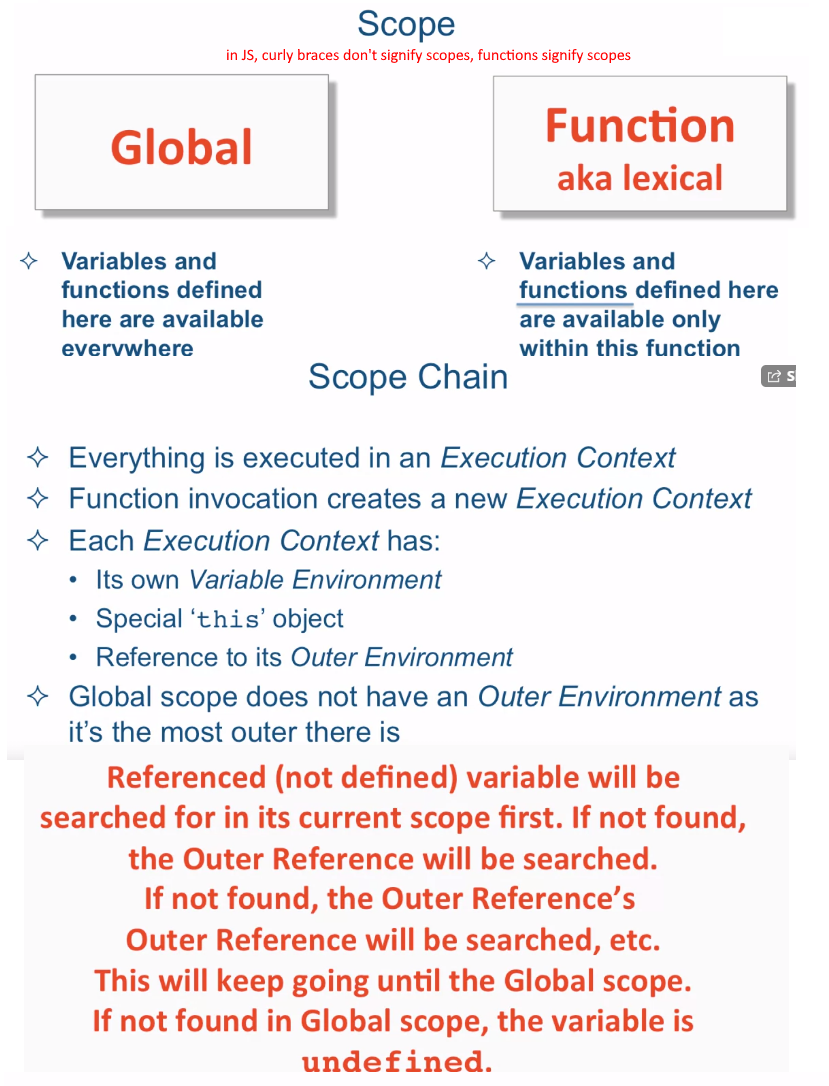 Scope
in JS, curly braces don't signify scopes, functions signify scopes
Global
Function
aka lexical
Variables and
functions defined
here are available
everywhere
Variables and
functions defined here
are available only
within this function
Scope Chain
S
Everything is executed in an Execution Context
Function invocation creates a new Execution Context
Each Execution Context has:
• Its own Variable Environment
• Special ‘this’ object
• Reference to its Outer Environment
Global scope does not have an Outer Environment as
it’s the most outer there is
Referenced (not defined) variable will be
searched for in its current scope first. If not found,
the Outer Reference will be searched.
If not found, the Outer Reference’s
Outer Reference will be searched, etc.
This will keep going until the Global scope.
If not found in Global scope, the variable is
undefined.